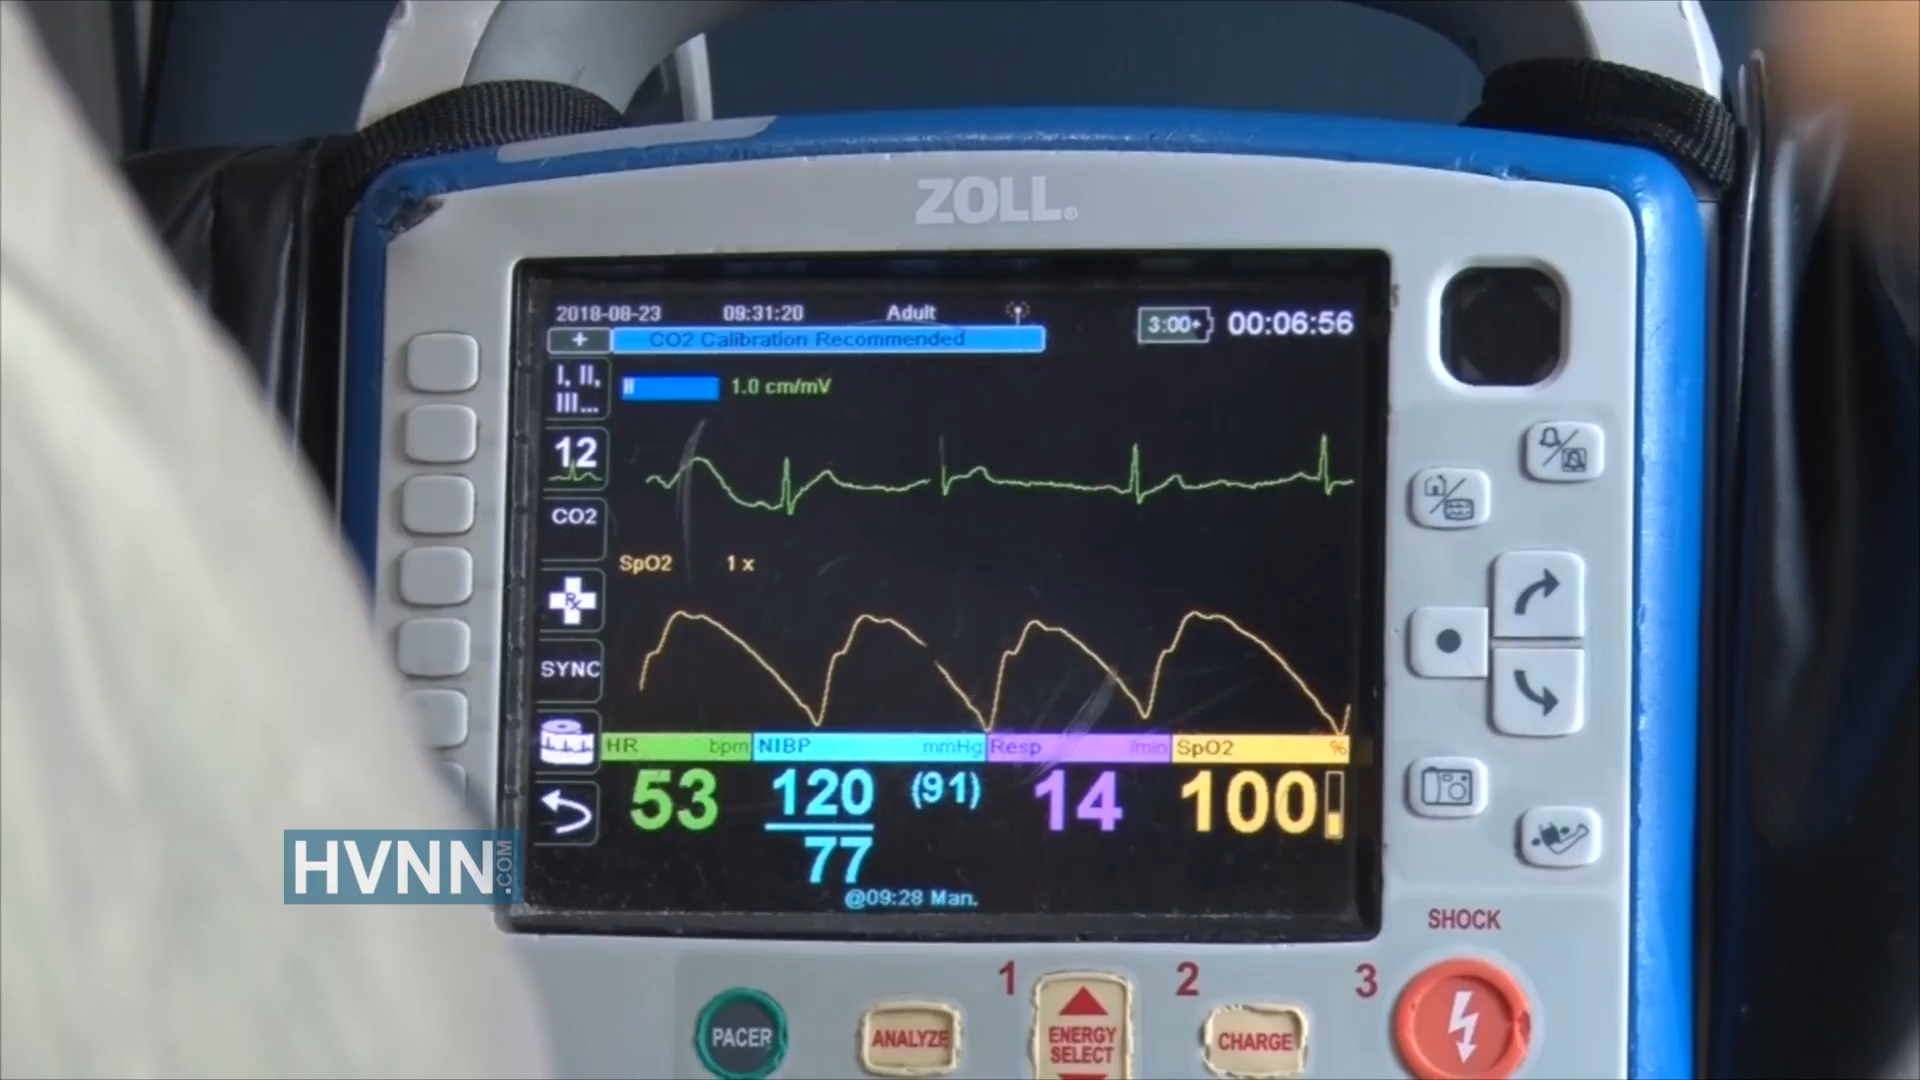 ZOLL®
2018-08-23 09:31:20 Adult
3:00+ 00:06:56
+ CO2 Calibration Recommended
I, II,
III...
II 1.0 cm/mV
12
CO2
SpO2 1 x
Rx
SYNC
HR bpm NIBP mmHg Resp /min SpO2 %
53 120 (91) 14 100
77
@09:28 Man.
HVNN.COM
SHOCK
1 2 3
PACER ANALYZE ENERGY SELECT CHARGE